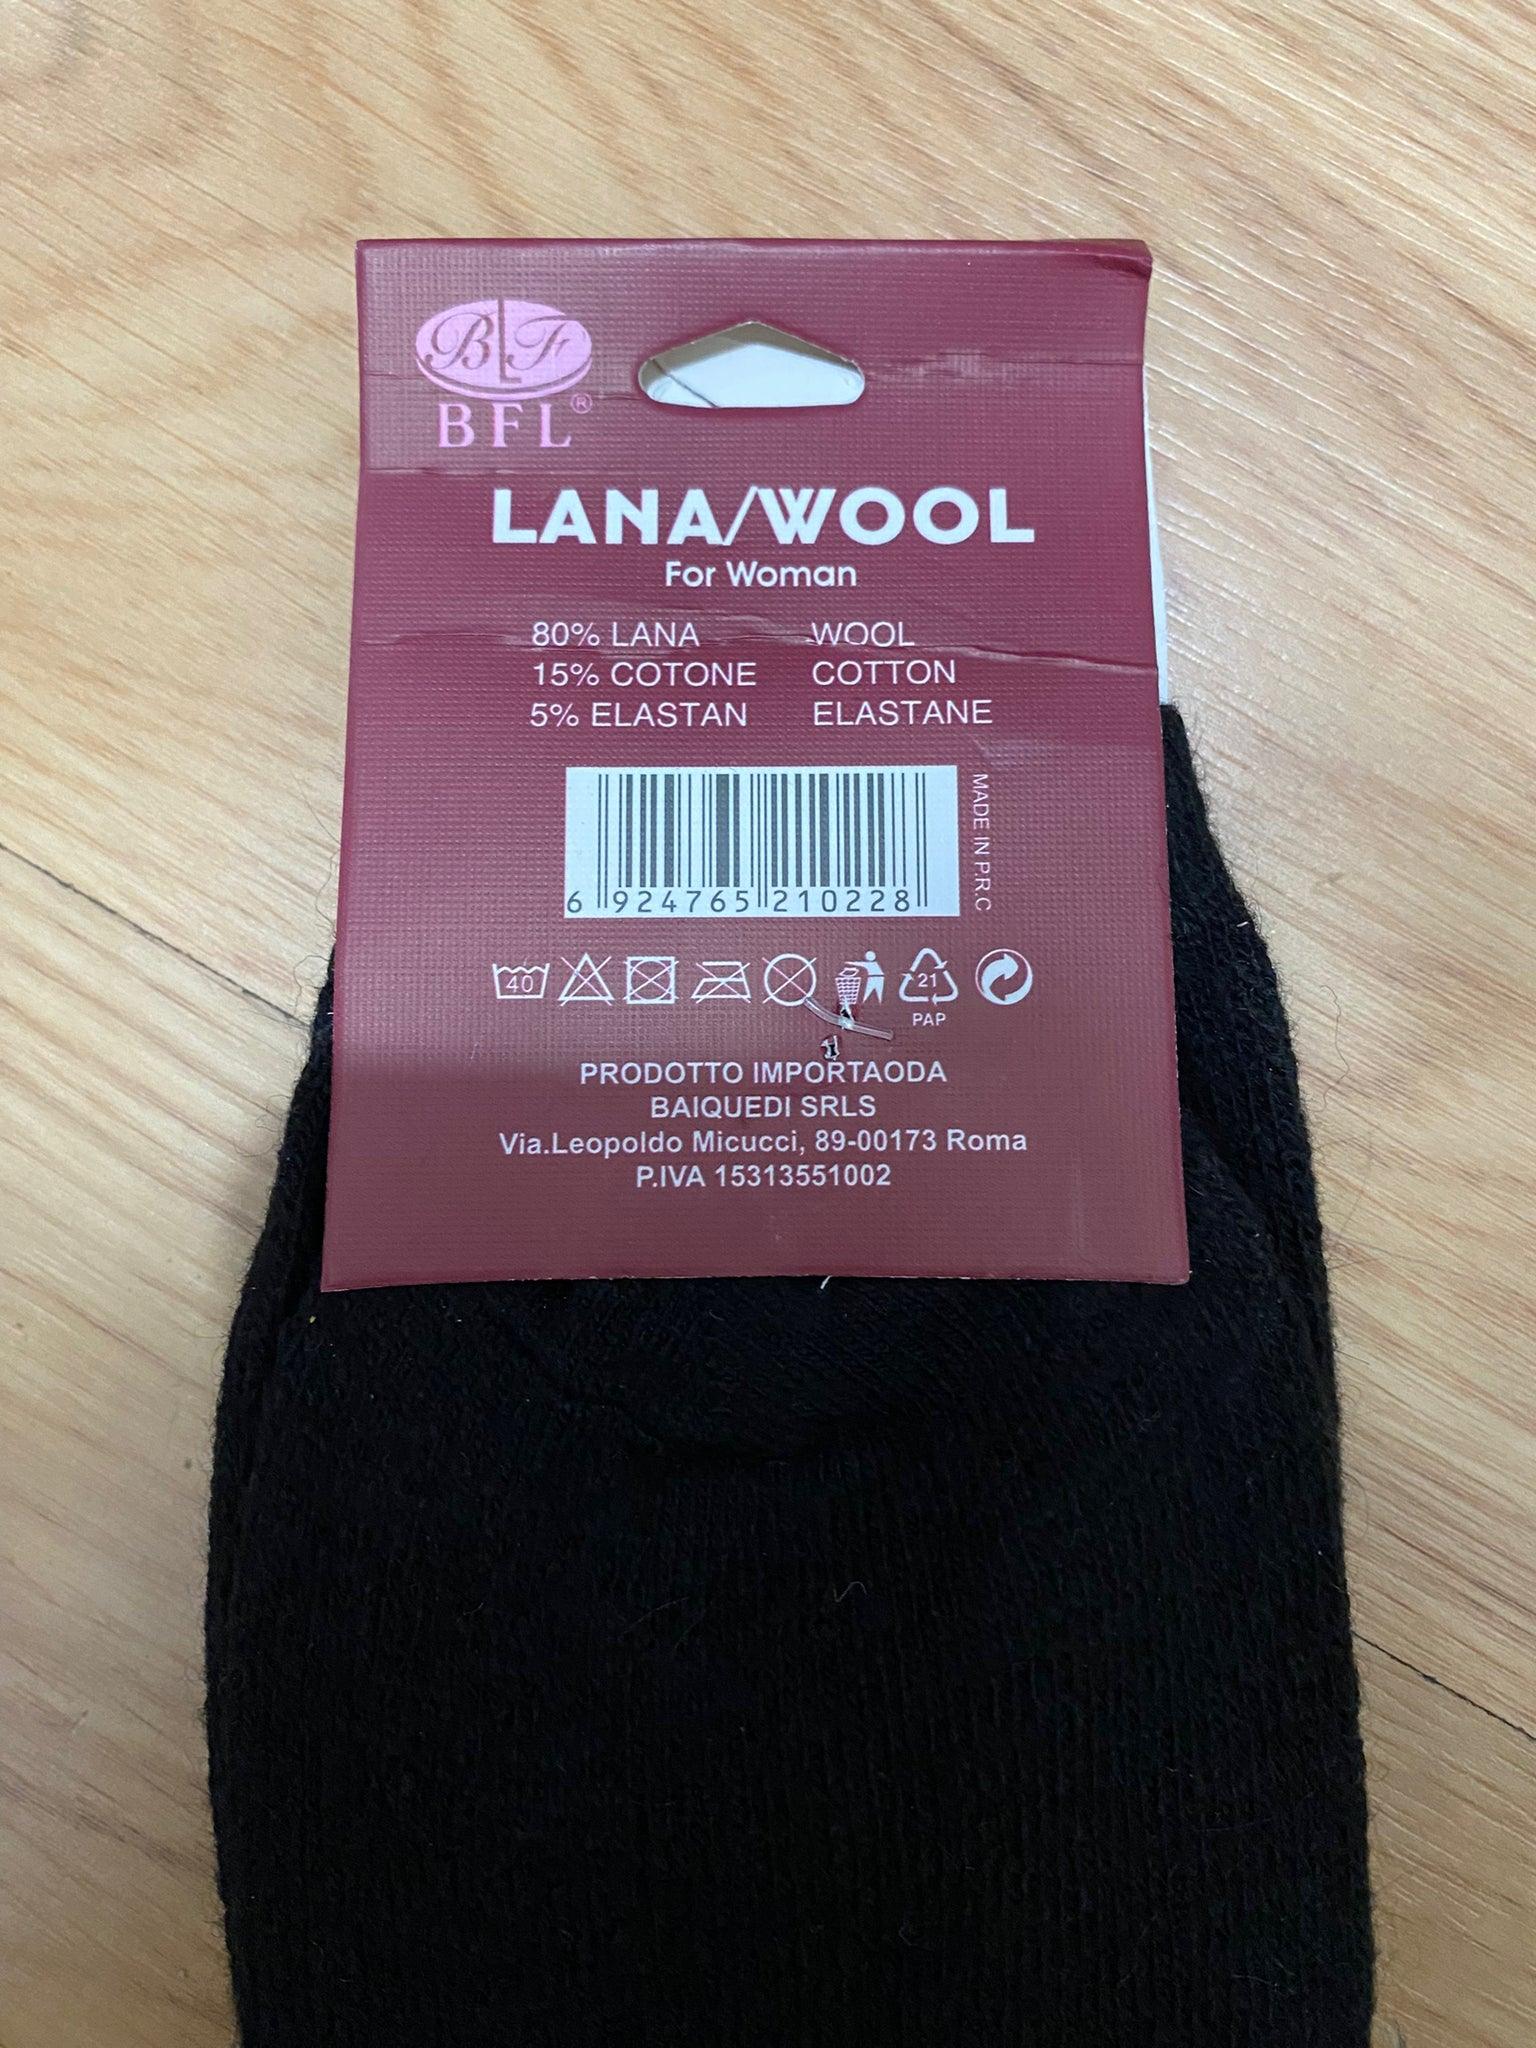 BLF
BFL®
LANA/WOOL
For Woman
80% LANA WOOL
15% COTONE COTTON
5% ELASTAN ELASTANE
MADE IN P.R.C
6 924765 210228
40
21
PAP
PRODOTTO IMPORTAODA
BAIQUEDI SRLS
Via.Leopoldo Micucci, 89-00173 Roma
P.IVA 15313551002